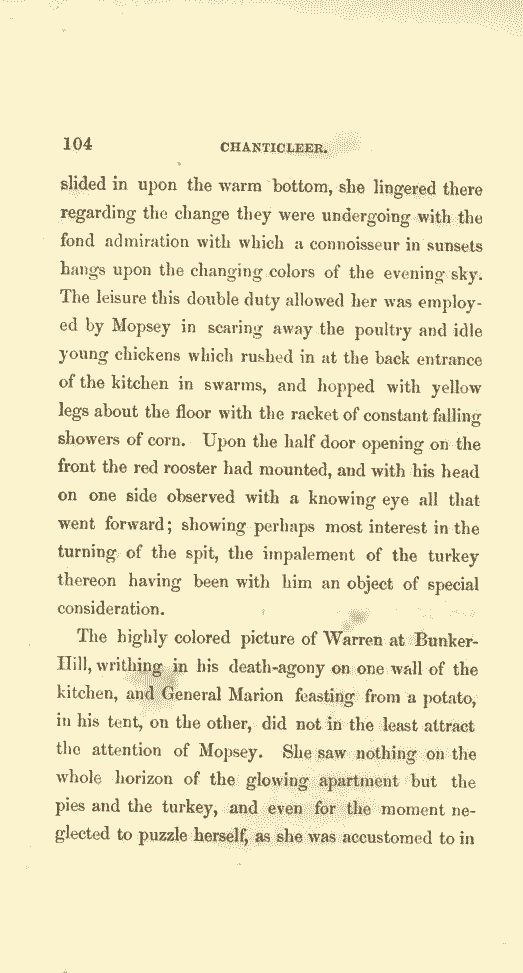 104 CHANTICLEER.
slided in upon the warm bottom, she lingered there
regarding the change they were undergoing with the
fond admiration with which a connoisseur in sunsets
hangs upon the changing colors of the evening sky.
The leisure this double duty allowed her was employ-
ed by Mopsey in scaring away the poultry and idle
young chickens which rushed in at the back entrance
of the kitchen in swarms, and hopped with yellow
legs about the floor with the racket of constant falling
showers of corn. Upon the half door opening on the
front the red rooster had mounted, and with his head
on one side observed with a knowing eye all that
went forward; showing perhaps most interest in the
turning of the spit, the impalement of the turkey
thereon having been with him an object of special
consideration.
The highly colored picture of Warren at Bunker-
Hill, writhing in his death-agony on one wall of the
kitchen, and General Marion feasting from a potato,
in his tent, on the other, did not in the least attract
the attention of Mopsey. She saw nothing on the
whole horizon of the glowing apartment but the
pies and the turkey, and even for the moment ne-
glected to puzzle herself, as she was accustomed to in